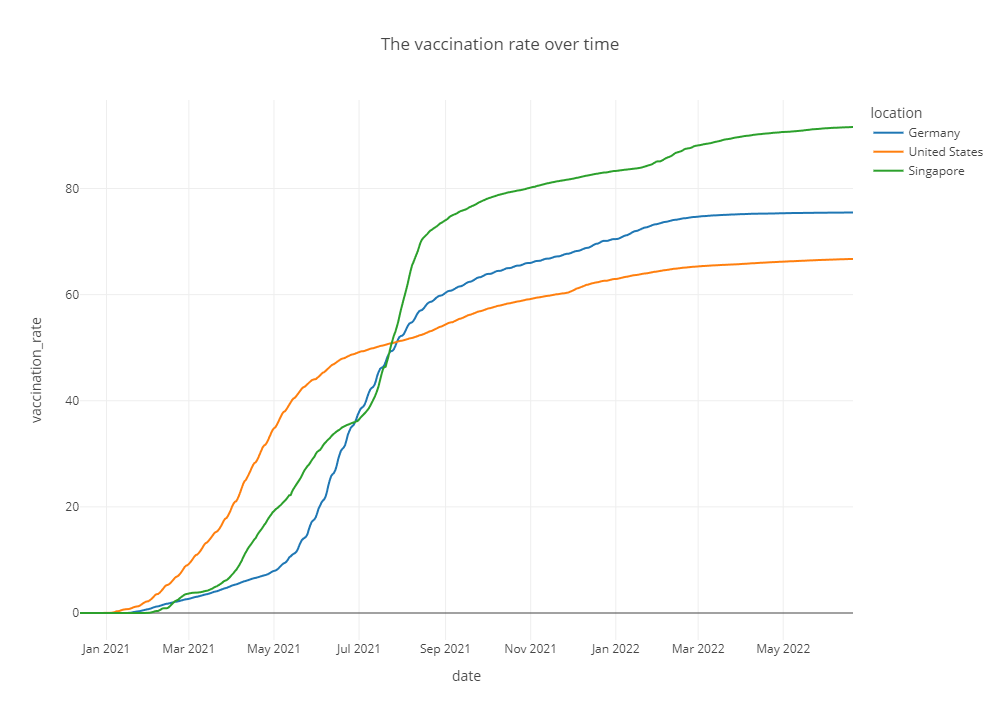 The vaccination rate over time
location
Germany
United States
Singapore
vaccination_rate
80
60
40
20
0
Jan 2021 Mar 2021 May 2021 Jul 2021 Sep 2021 Nov 2021 Jan 2022 Mar 2022 May 2022
date